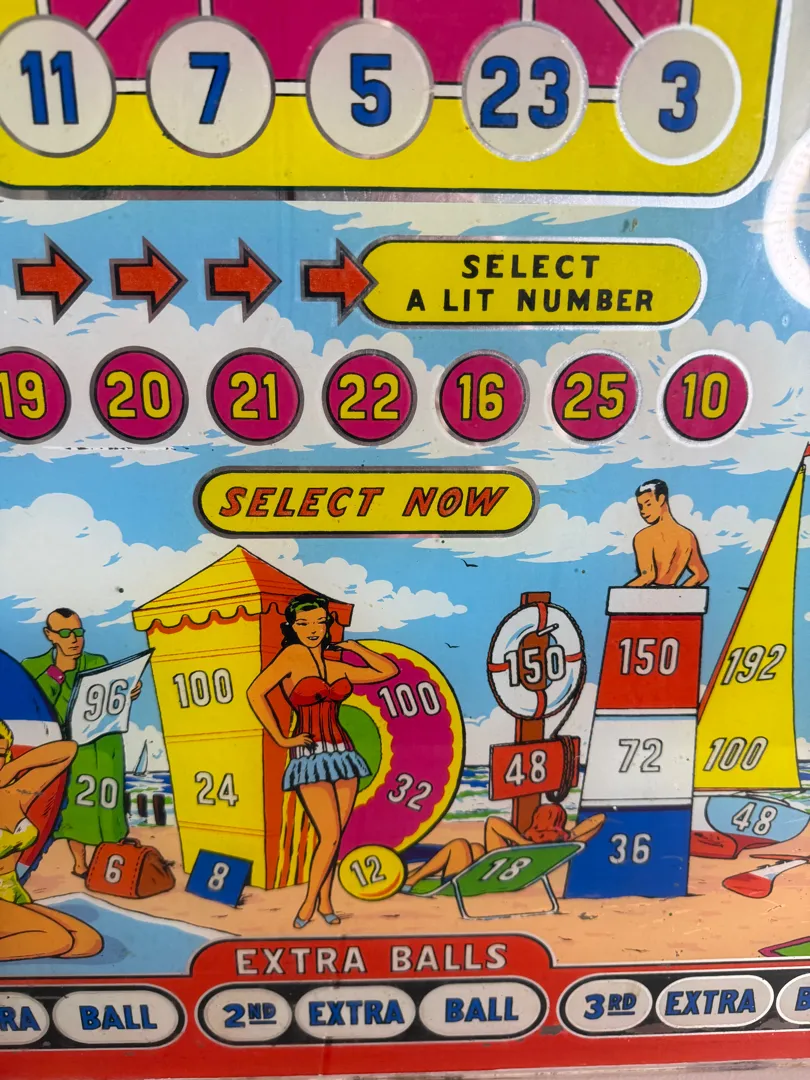 11 7 5 23 3
SELECT
A LIT NUMBER
19 20 21 22 16 25 10
SELECT NOW
96
20
6
100
24
8
100
32
12
150
48
18
150
72
36
192
100
48
EXTRA BALLS
RA BALL 2ND EXTRA BALL 3RD EXTRA B